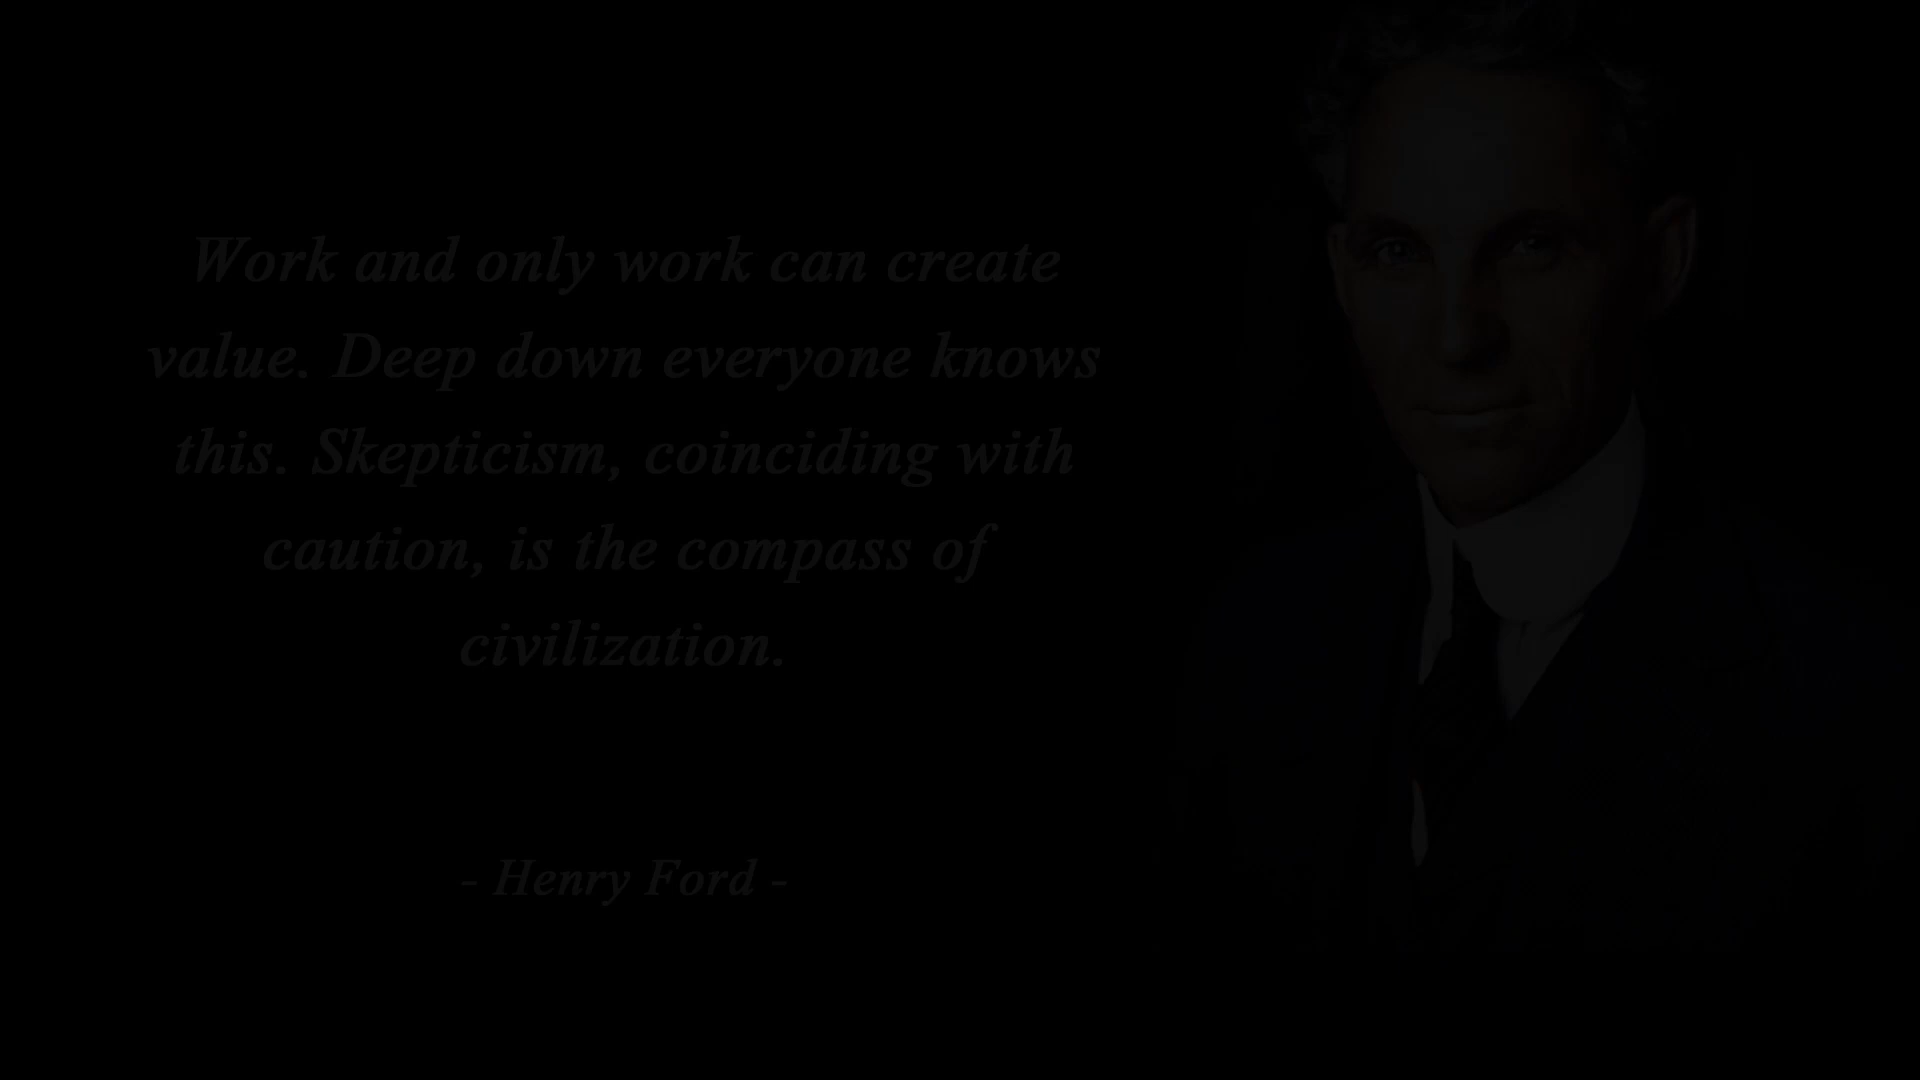 Work and only work can create
value. Deep down everyone knows
this. Skepticism, coinciding with
caution, is the compass of
civilization.
- Henry Ford -